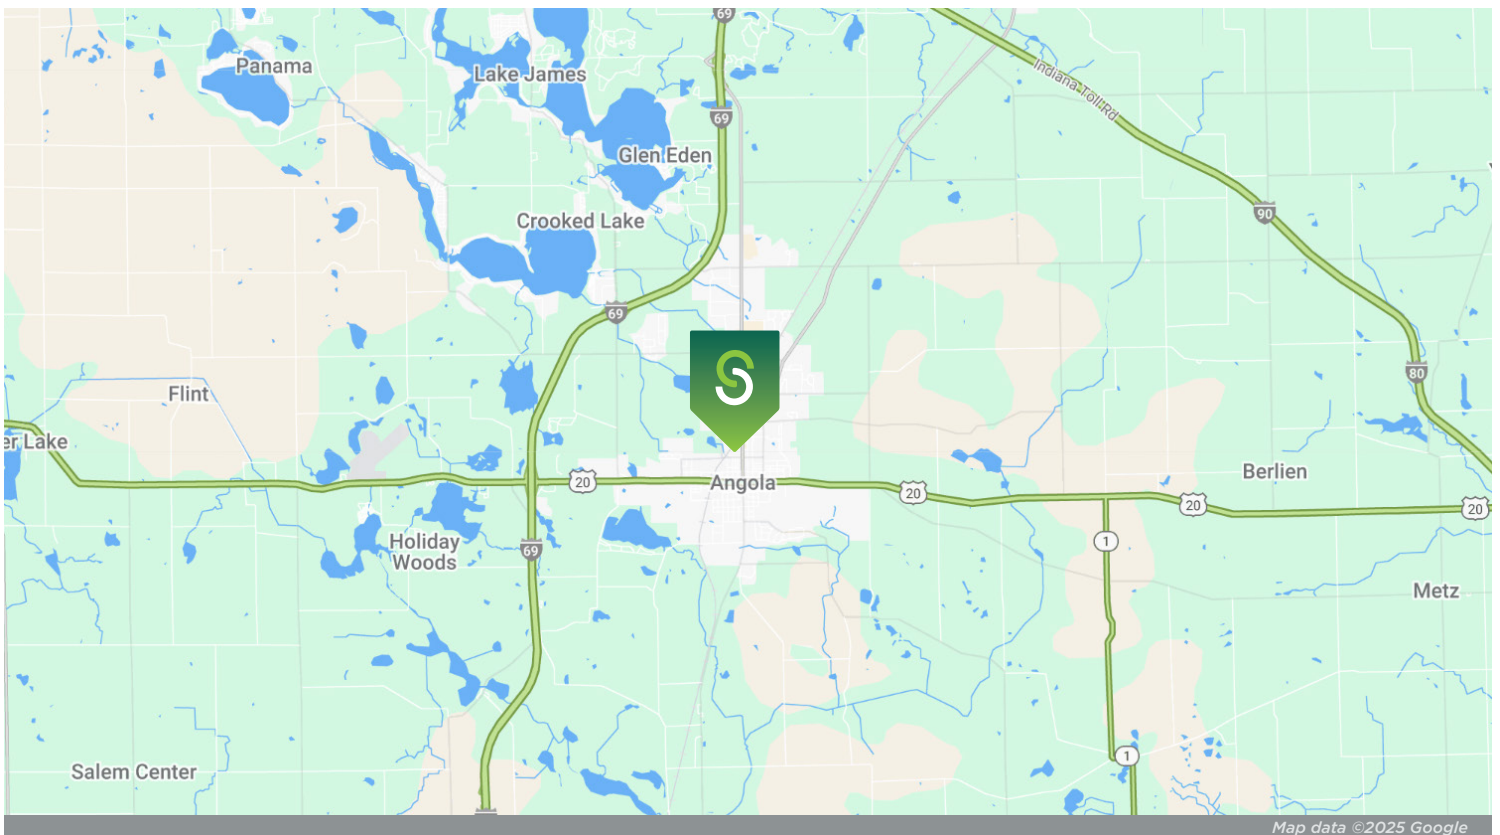 69
Panama
Lake James
Indiana Toll Rd
69
Glen Eden
Crooked Lake
90
69
80
Flint
S
er Lake
Berlien
20
Angola
20
20
20
Holiday
Woods
69
1
Metz
Salem Center
1
Map data ©2025 Google